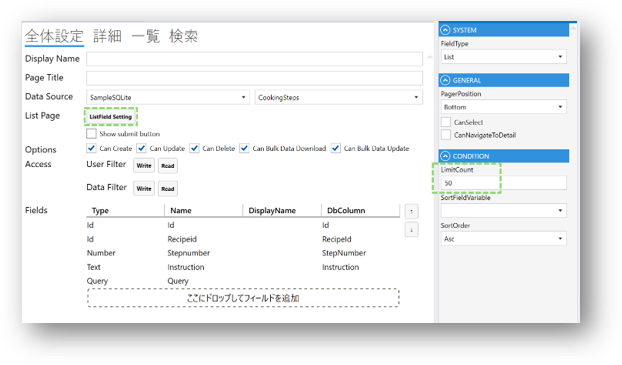 全体設定 詳細 一覧 検索
Display Name
Page Title
Data Source SampleSQLite CookingSteps
List Page ListField Setting
Show submit button
Options Can Create Can Update Can Delete Can Bulk Data Download Can Bulk Data Update
Access User Filter Write Read
Data Filter Write Read
Fields Type Name DisplayName DbColumn ↑
Id Id Id
↓
Id Recipeid RecipeId
Number Stepnumber StepNumber
Text Instruction Instruction
Query Query
ここにドロップしてフィールドを追加
SYSTEM
FieldType
List
GENERAL
PagerPosition
Bottom
CanSelect
CanNavigateToDetail
CONDITION
LimitCount
50
SortFieldVariable
SortOrder
Asc